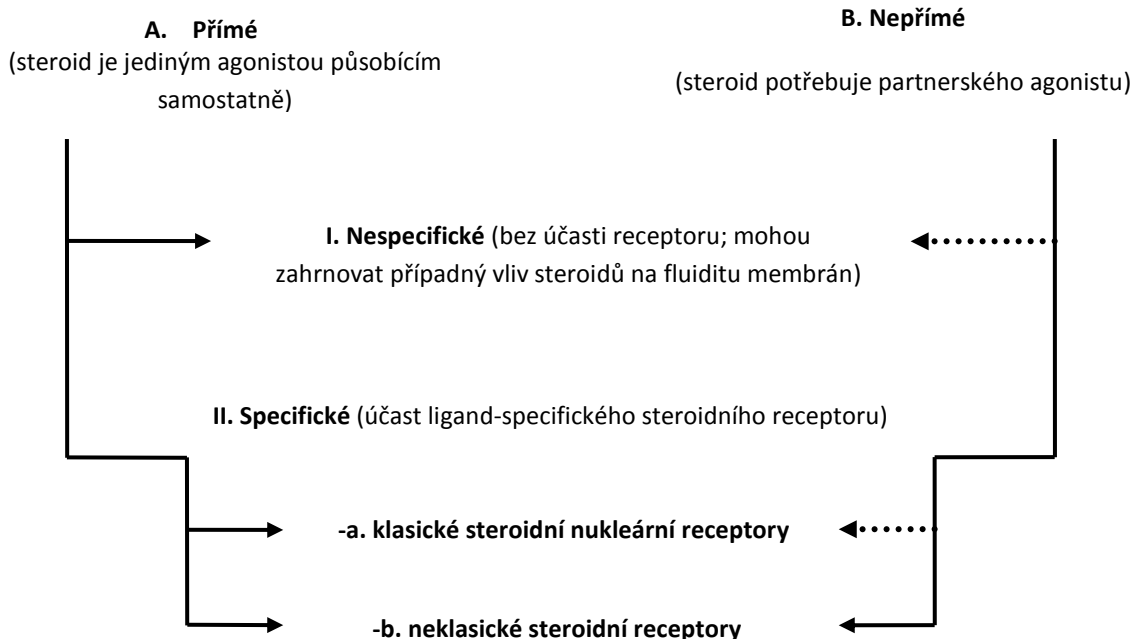 A. Přímé
(steroid je jediným agonistou působícím
samostatně)
B. Nepřímé
(steroid potřebuje partnerského agonistu)
I. Nespecifické (bez účasti receptoru; mohou
zahrnovat případný vliv steroidů na fluiditu membrán)
II. Specifické (účast ligand-specifického steroidního receptoru)
-a. klasické steroidní nukleární receptory
-b. neklasické steroidní receptory